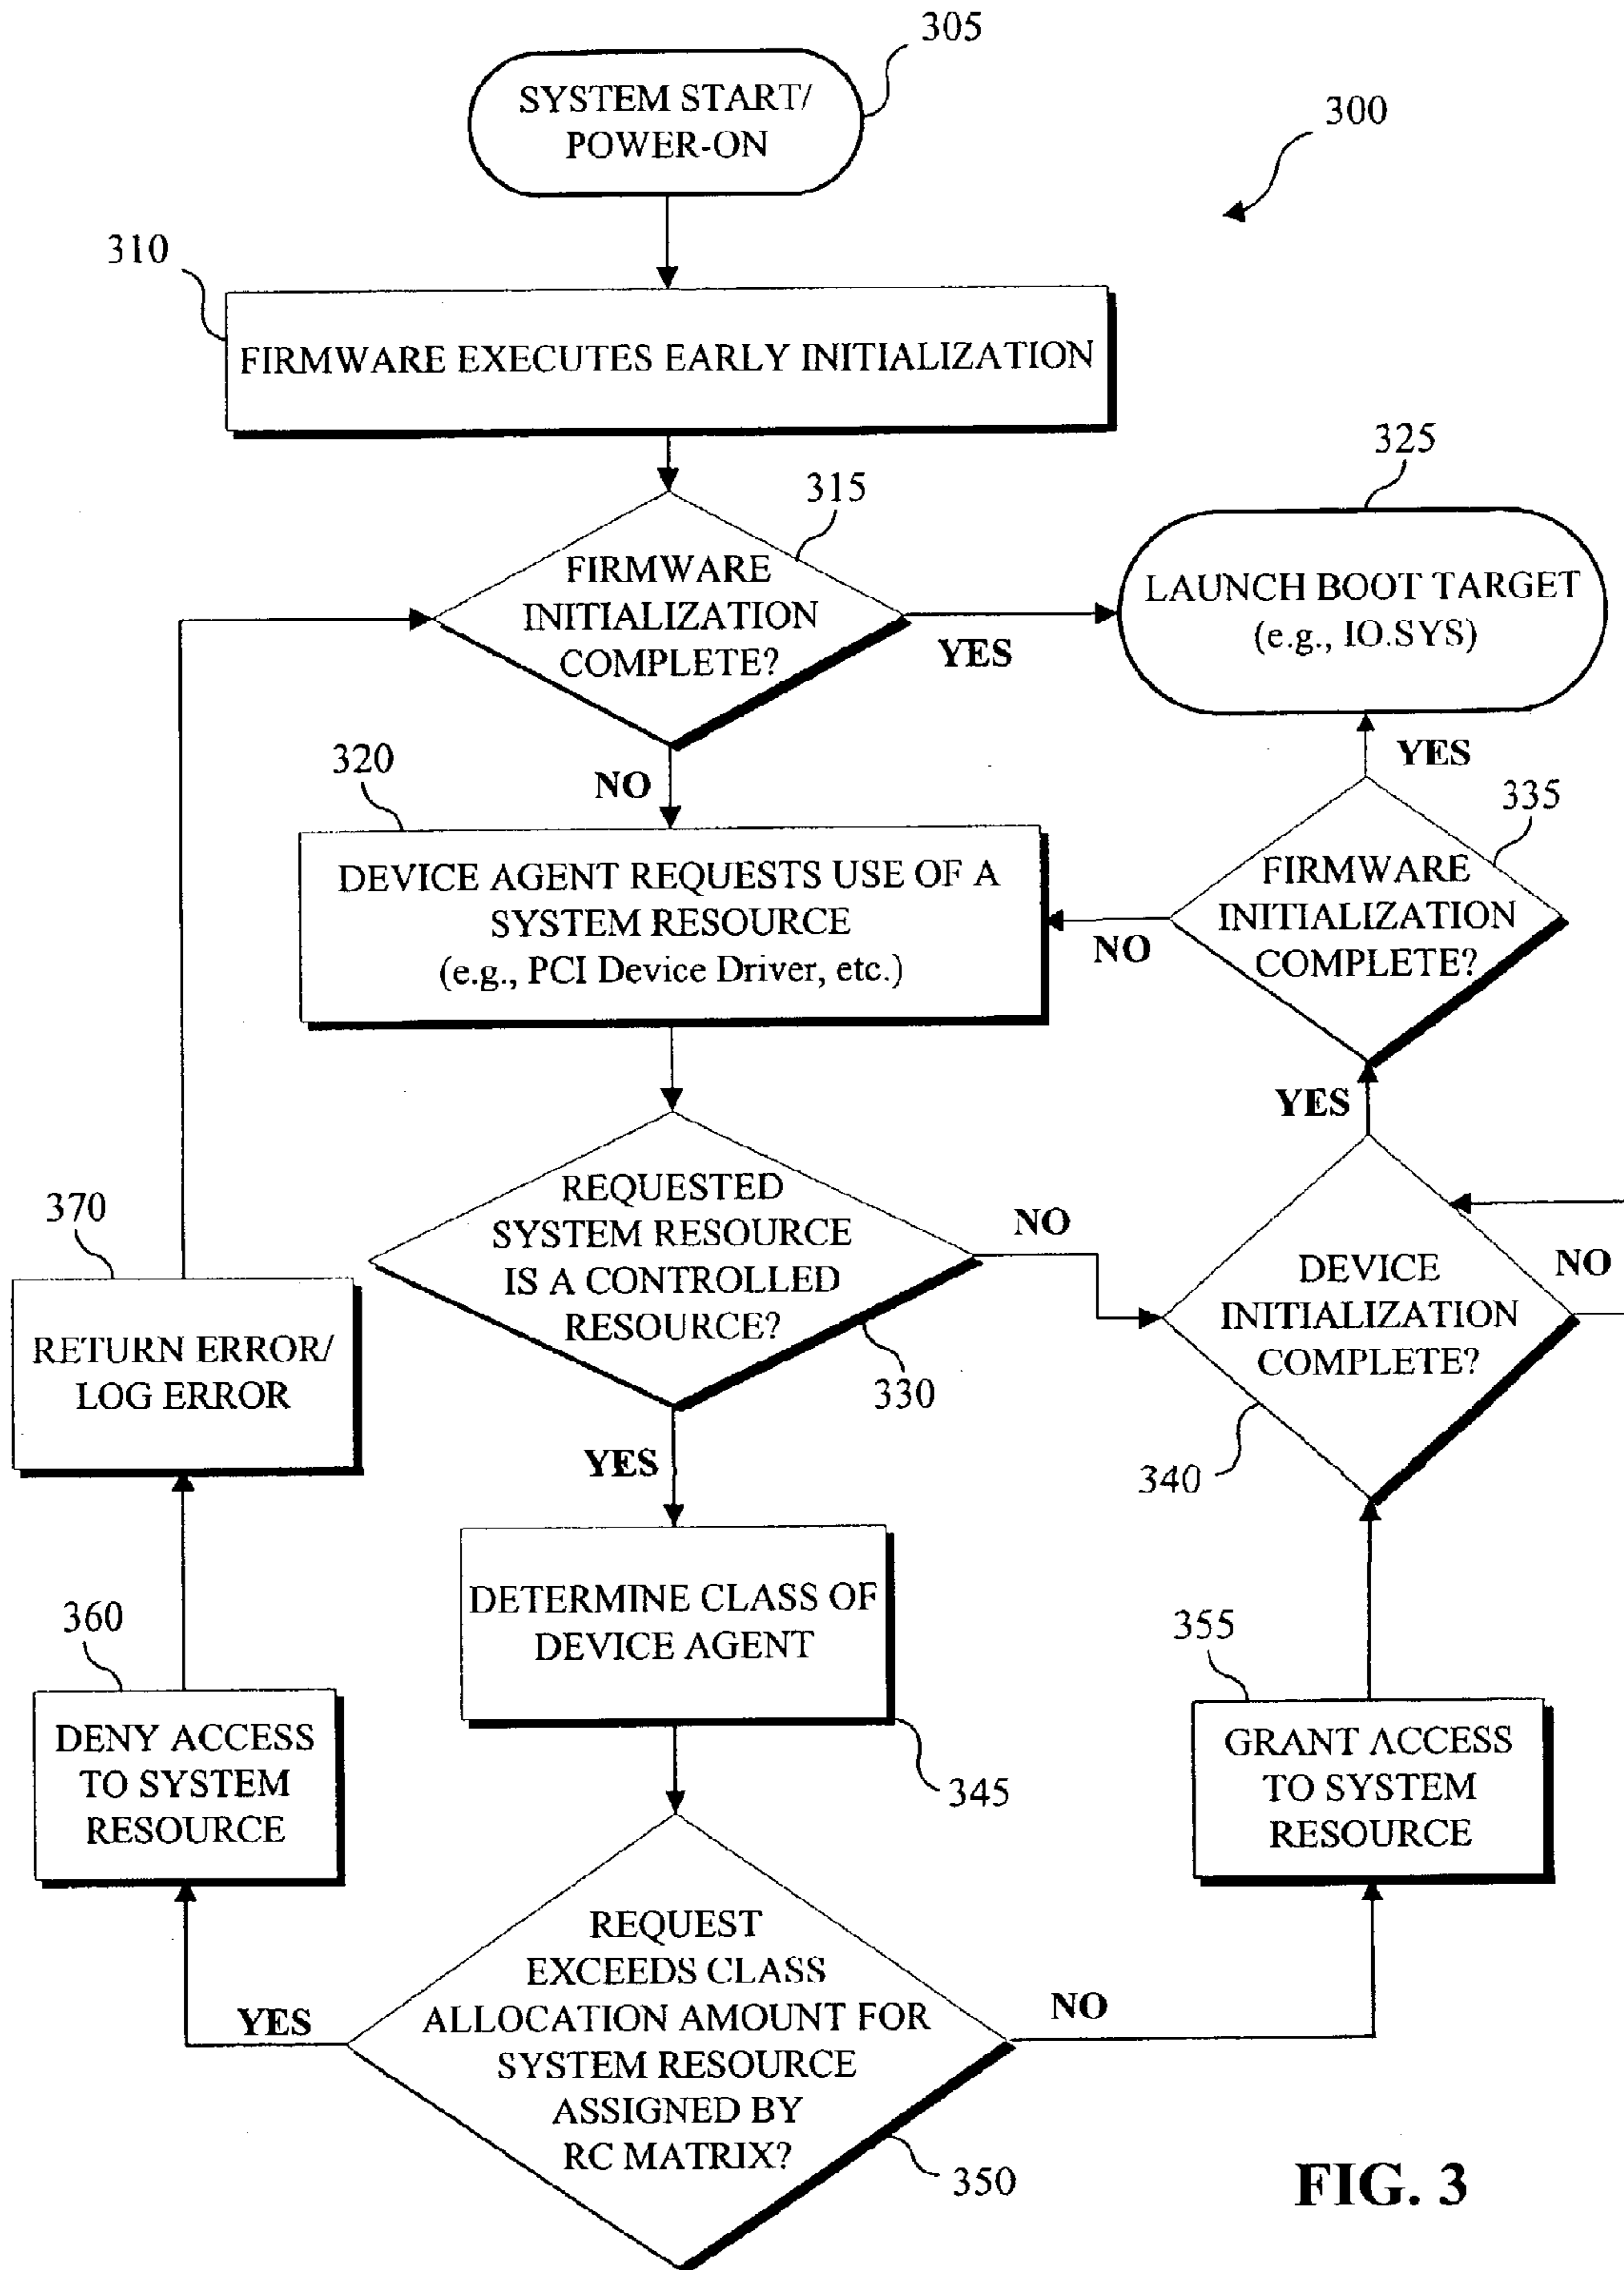 305
SYSTEM START/
POWER-ON
300
310
FIRMWARE EXECUTES EARLY INITIALIZATION
325
315
FIRMWARE
INITIALIZATION
COMPLETE?
YES
LAUNCH BOOT TARGET
(e.g., IO.SYS)
NO
YES
320
335
DEVICE AGENT REQUESTS USE OF A
SYSTEM RESOURCE
(e.g., PCI Device Driver, etc.)
NO
FIRMWARE
INITIALIZATION
COMPLETE?
YES
REQUESTED
SYSTEM RESOURCE
IS A CONTROLLED
RESOURCE?
330
NO
DEVICE
INITIALIZATION
COMPLETE?
NO
340
370
RETURN ERROR/
LOG ERROR
YES
DETERMINE CLASS OF
DEVICE AGENT
345
360
DENY ACCESS
TO SYSTEM
RESOURCE
355
GRANT ACCESS
TO SYSTEM
RESOURCE
YES
REQUEST
EXCEEDS CLASS
ALLOCATION AMOUNT FOR
SYSTEM RESOURCE
ASSIGNED BY
RC MATRIX?
NO
350
FIG. 3